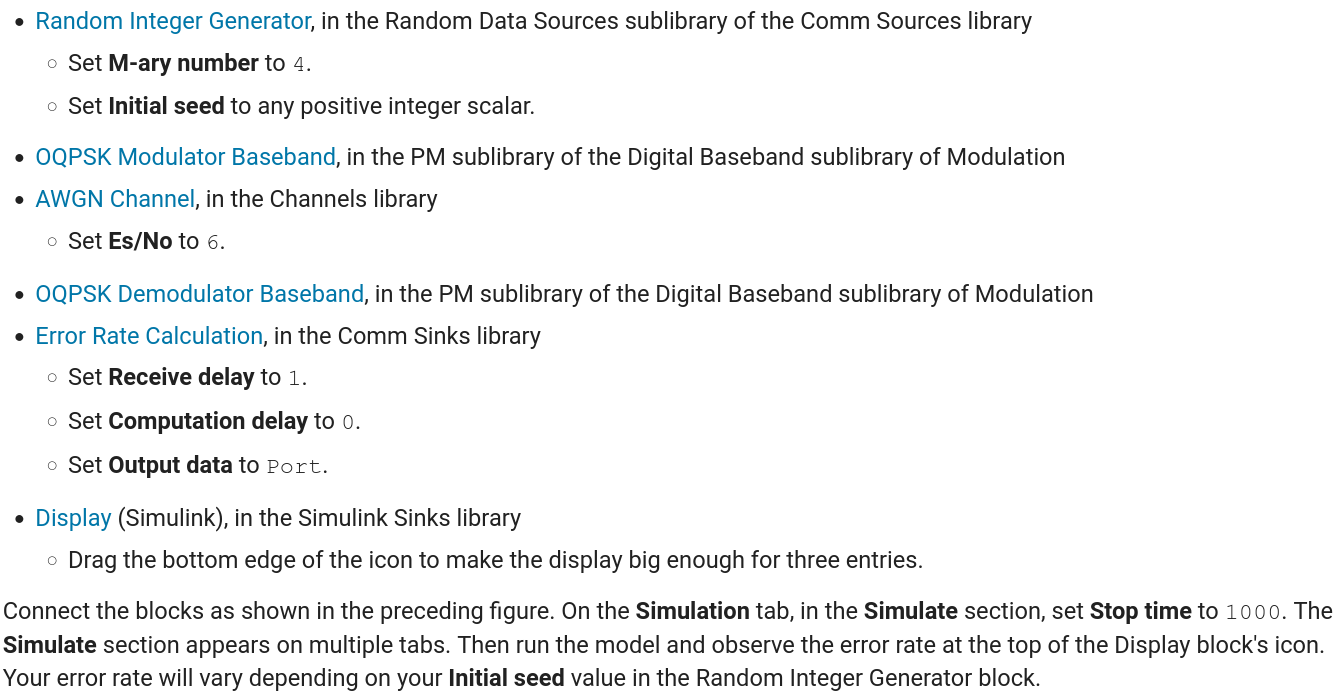 • Random Integer Generator, in the Random Data Sources sublibrary of the Comm Sources library
○ Set M-ary number to 4.
○ Set Initial seed to any positive integer scalar.
• OQPSK Modulator Baseband, in the PM sublibrary of the Digital Baseband sublibrary of Modulation
• AWGN Channel, in the Channels library
○ Set Es/No to 6.
• OQPSK Demodulator Baseband, in the PM sublibrary of the Digital Baseband sublibrary of Modulation
• Error Rate Calculation, in the Comm Sinks library
○ Set Receive delay to 1.
○ Set Computation delay to 0.
○ Set Output data to Port.
• Display (Simulink), in the Simulink Sinks library
○ Drag the bottom edge of the icon to make the display big enough for three entries.
Connect the blocks as shown in the preceding figure. On the Simulation tab, in the Simulate section, set Stop time to 1000. The
Simulate section appears on multiple tabs. Then run the model and observe the error rate at the top of the Display block's icon.
Your error rate will vary depending on your Initial seed value in the Random Integer Generator block.